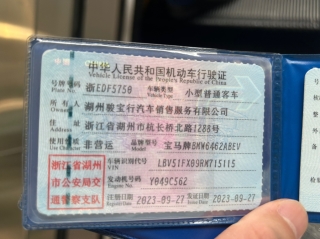 中华人民共和国机动车行驶证
Vehicle License of the People's Republic of China
号牌号码 浙EDF5750 车辆类型 小型普通客车
Plate No. Vehicle Type
所有人 湖州骏宝行汽车销售服务有限公司
Owner
住址 浙江省湖州市杭长桥北路1288号
Address
使用性质 非营运 品牌型号 宝马牌BMW6462ABEV
Use Character Model
浙江省湖州
市公安局交
通警察支队
车辆识别代号 LBV51FX09RM715115
VIN
发动机号码 Y049C562
Engine No.
注册日期 2023-09-27 发证日期 2023-09-27
Register Date Issue Date